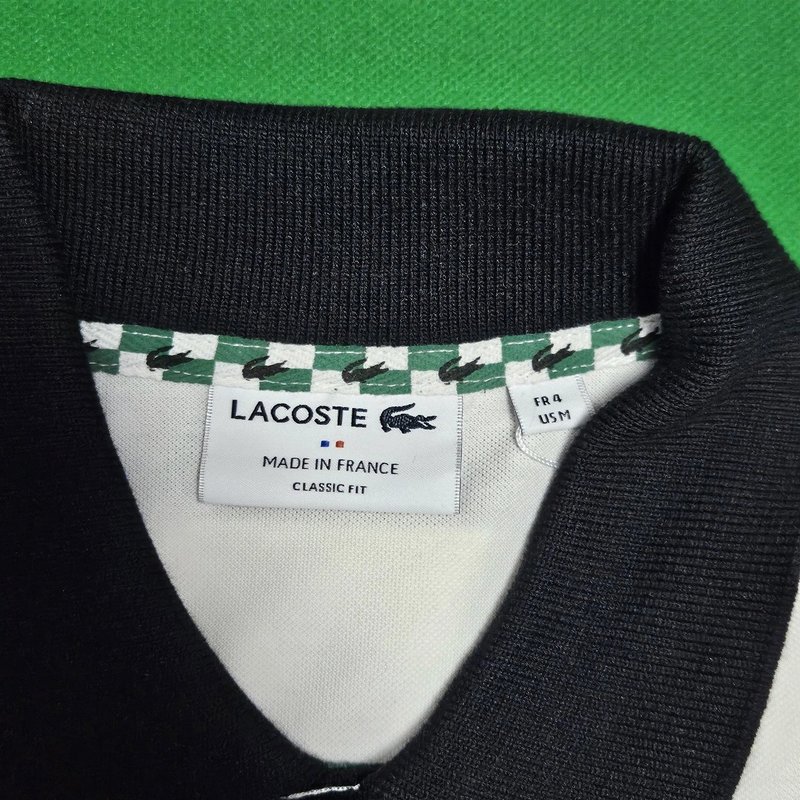 LACOSTE
MADE IN FRANCE
CLASSIC FIT
FR 4
US M